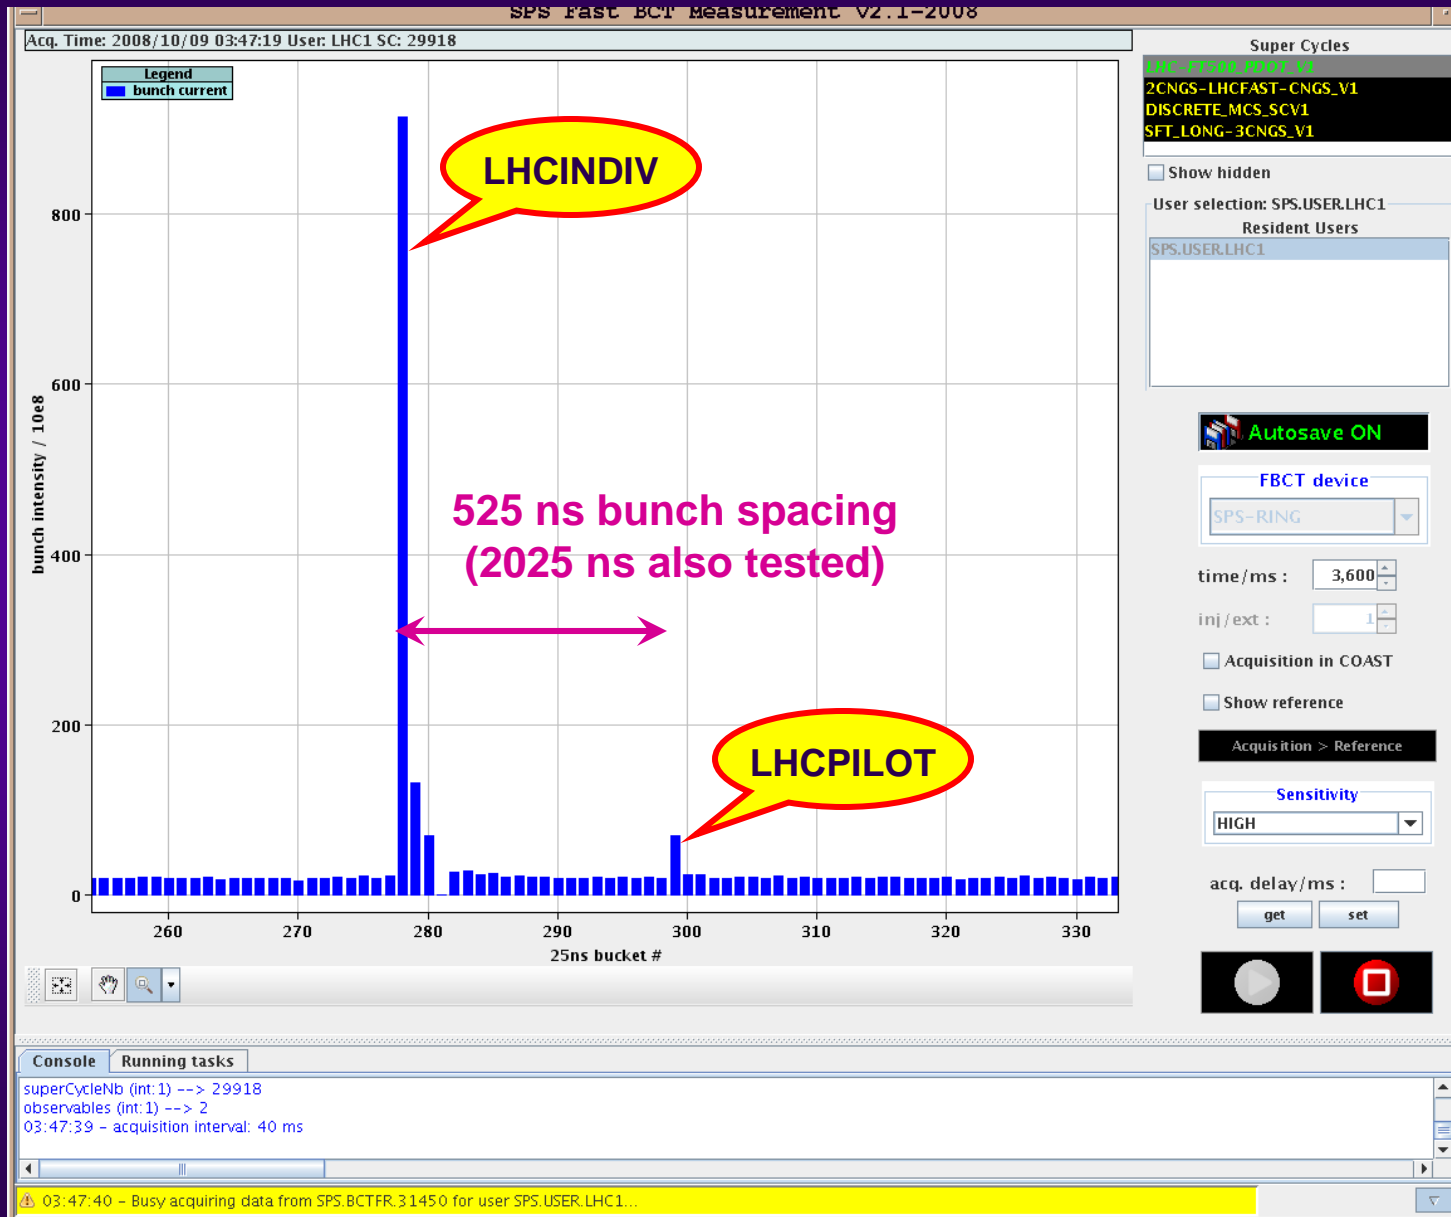 SPS Fast BCT Measurement V2.1-2008
Acq. Time: 2008/10/09 03:47:19 User: LHC1 SC: 29918
Legend
bunch current
bunch intensity / 10e8
800
600
400
200
0
LHCINDIV
525 ns bunch spacing
(2025 ns also tested)
LHCPILOT
260 270 280 290 300 310 320 330
25ns bucket #
Super Cycles
LHC-FT500_PDOT_V1
2CNGS-LHCFAST-CNGS_V1
DISCRETE_MCS_SCV1
SFT_LONG-3CNGS_V1
Show hidden
User selection: SPS.USER.LHC1
Resident Users
SPS.USER.LHC1
Autosave ON
FBCT device
SPS-RING
time/ms : 3,600
inj/ext : 1
Acquisition in COAST
Show reference
Acquisition > Reference
Sensitivity
HIGH
acq. delay/ms :
get set
Console Running tasks
superCycleNb (int:1) --> 29918
observables (int:1) --> 2
03:47:39 – acquisition interval: 40 ms
03:47:40 – Busy acquiring data from SPS.BCTFR.31450 for user SPS.USER.LHC1...